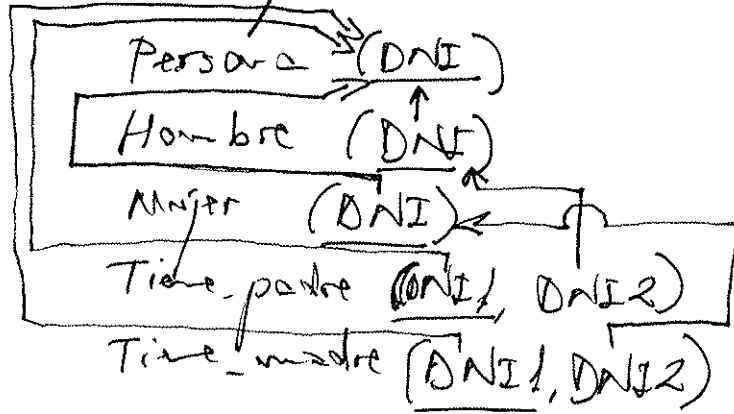 Persona (DNI)
Hombre (DNI)
Mujer (DNI)
Tiene_padre (DNI1, DNI2)
Tiene_madre (DNI1, DNI2)